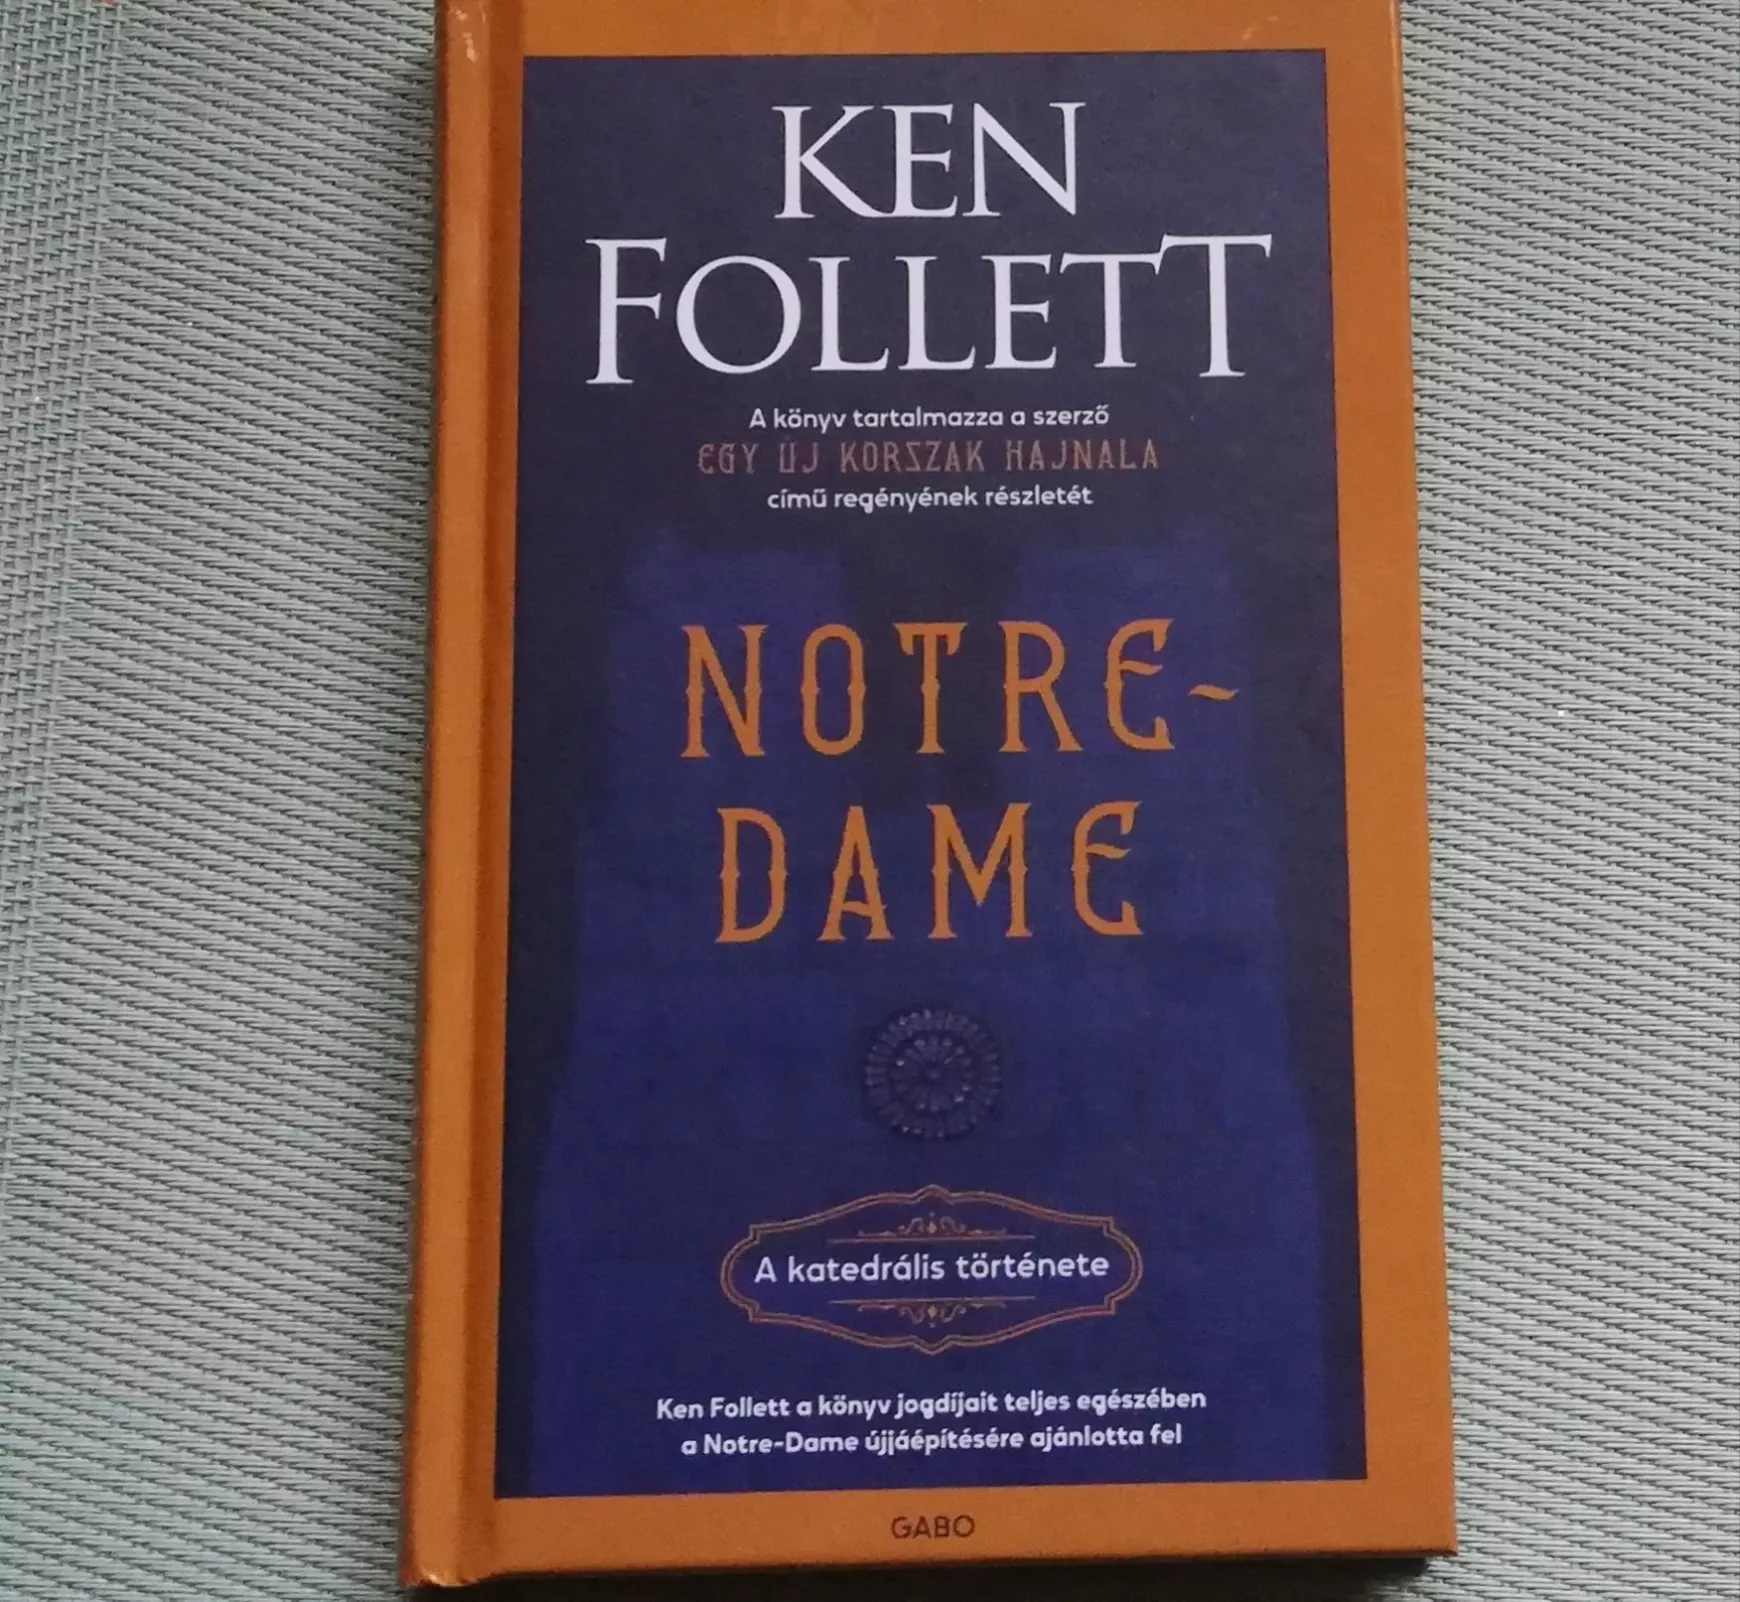 KEN
FOLLETT
A könyv tartalmazza a szerző
EGY ÚJ KORSZAK HAJNALA
című regényének részletét
NOTRE-
DAME
A katedrális története
Ken Follett a könyv jogdíjait teljes egészében
a Notre-Dame újjáépítésére ajánlotta fel
GABO